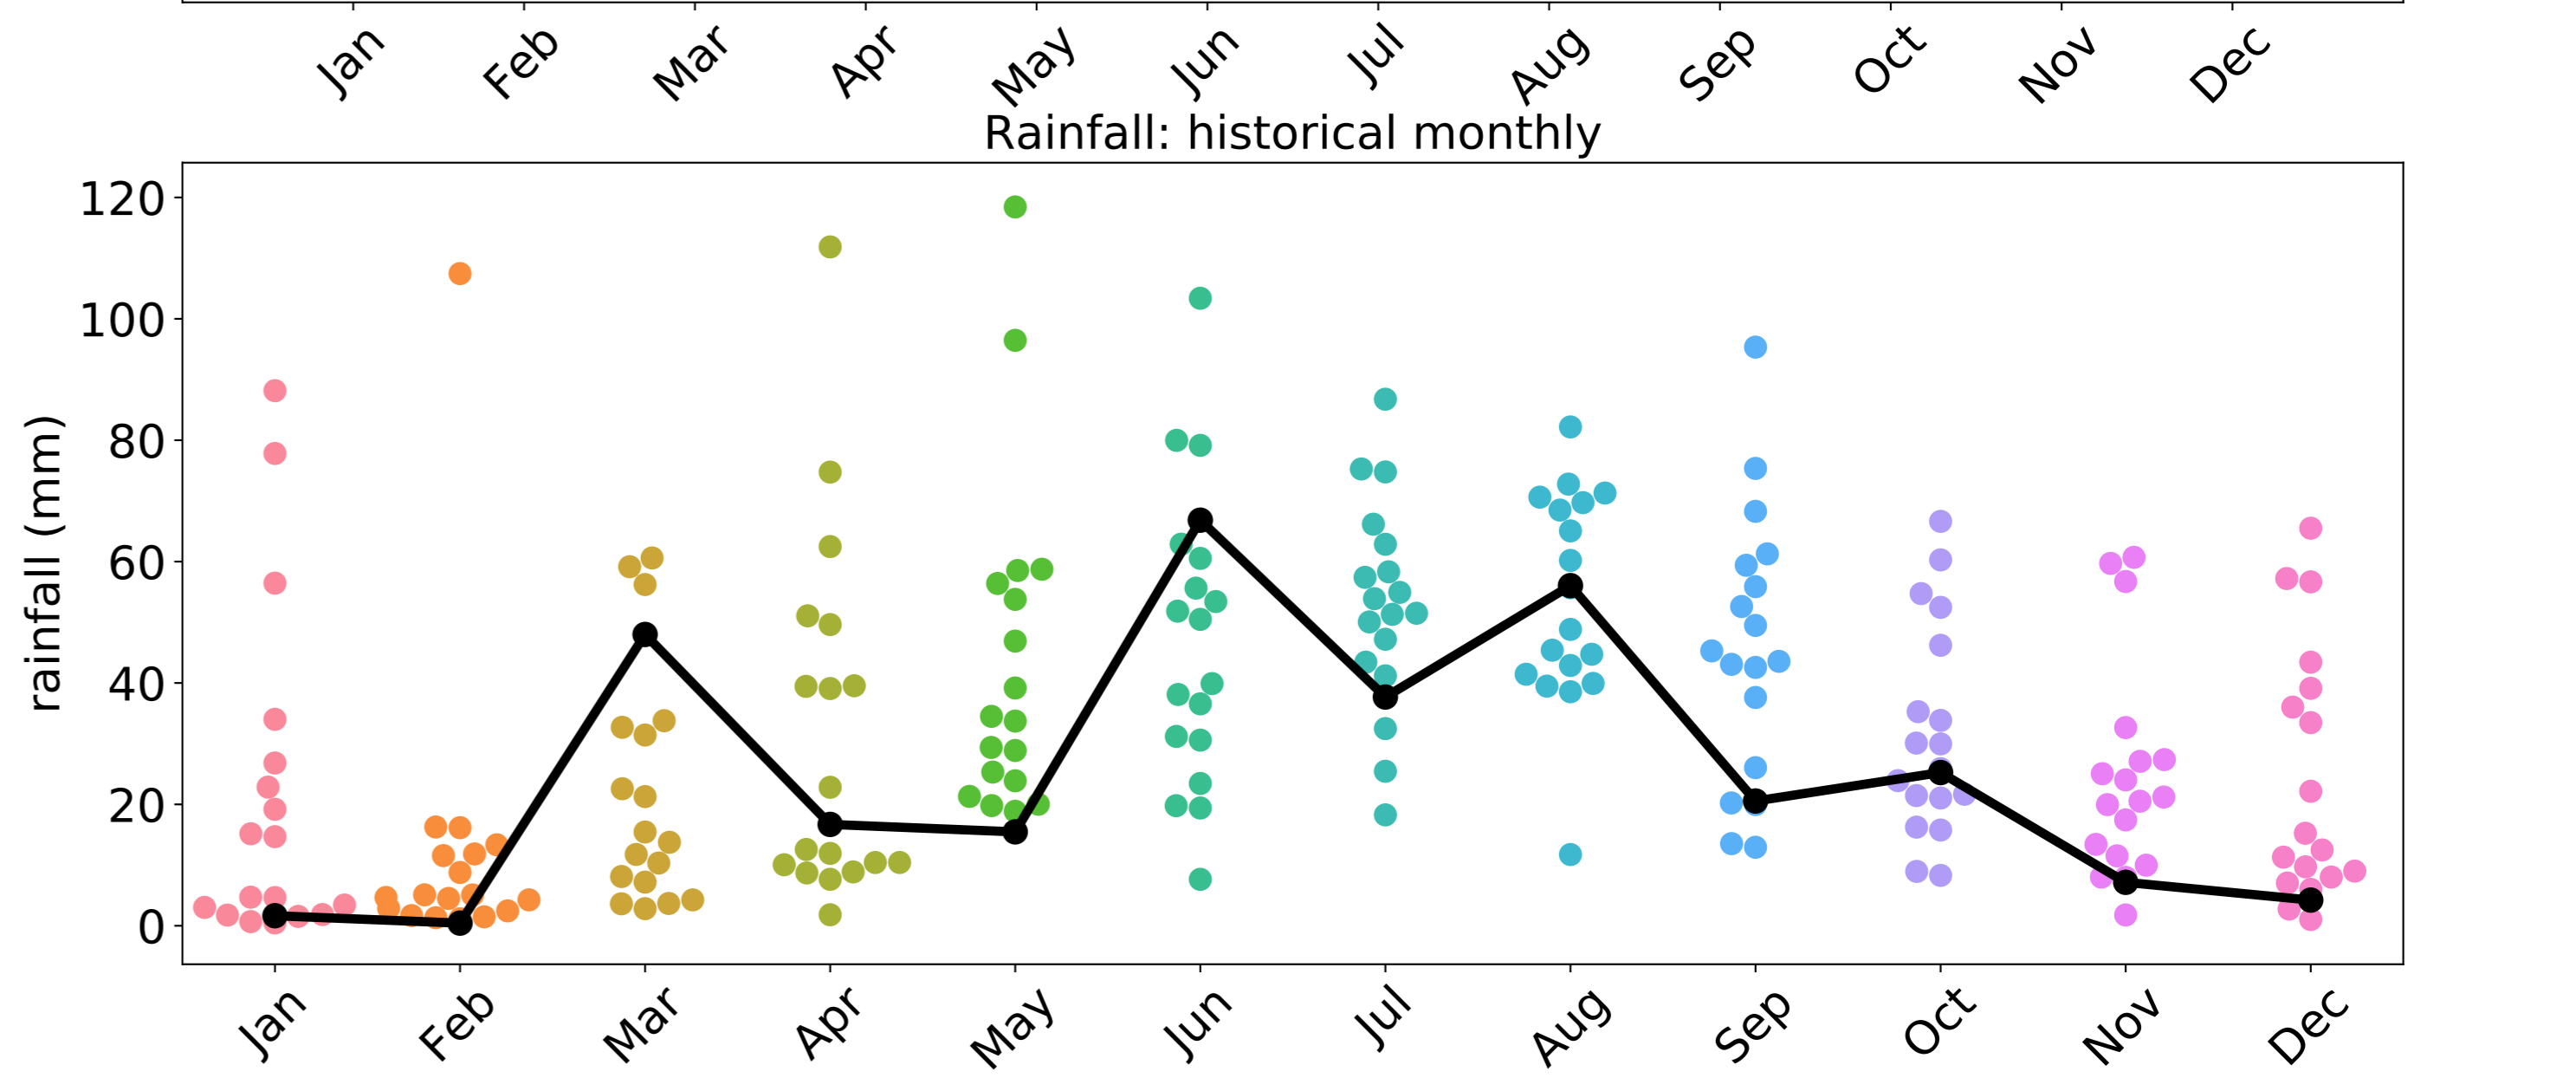 Jan Feb Mar Apr May Jun Jul Aug Sep Oct Nov Dec
Rainfall: historical monthly
120
100
80
60
40
20
0
rainfall (mm)
Jan Feb Mar Apr May Jun Jul Aug Sep Oct Nov Dec